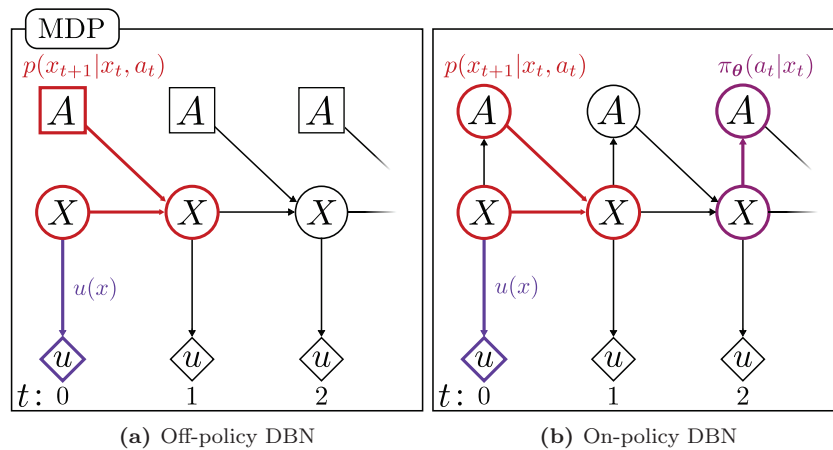 MDP
p(x_{t+1}|x_t, a_t)
A A A
X X X
u(x)
u u u
t: 0 1 2
(a) Off-policy DBN
p(x_{t+1}|x_t, a_t) π_θ(a_t|x_t)
A A A
X X X
u(x)
u u u
t: 0 1 2
(b) On-policy DBN